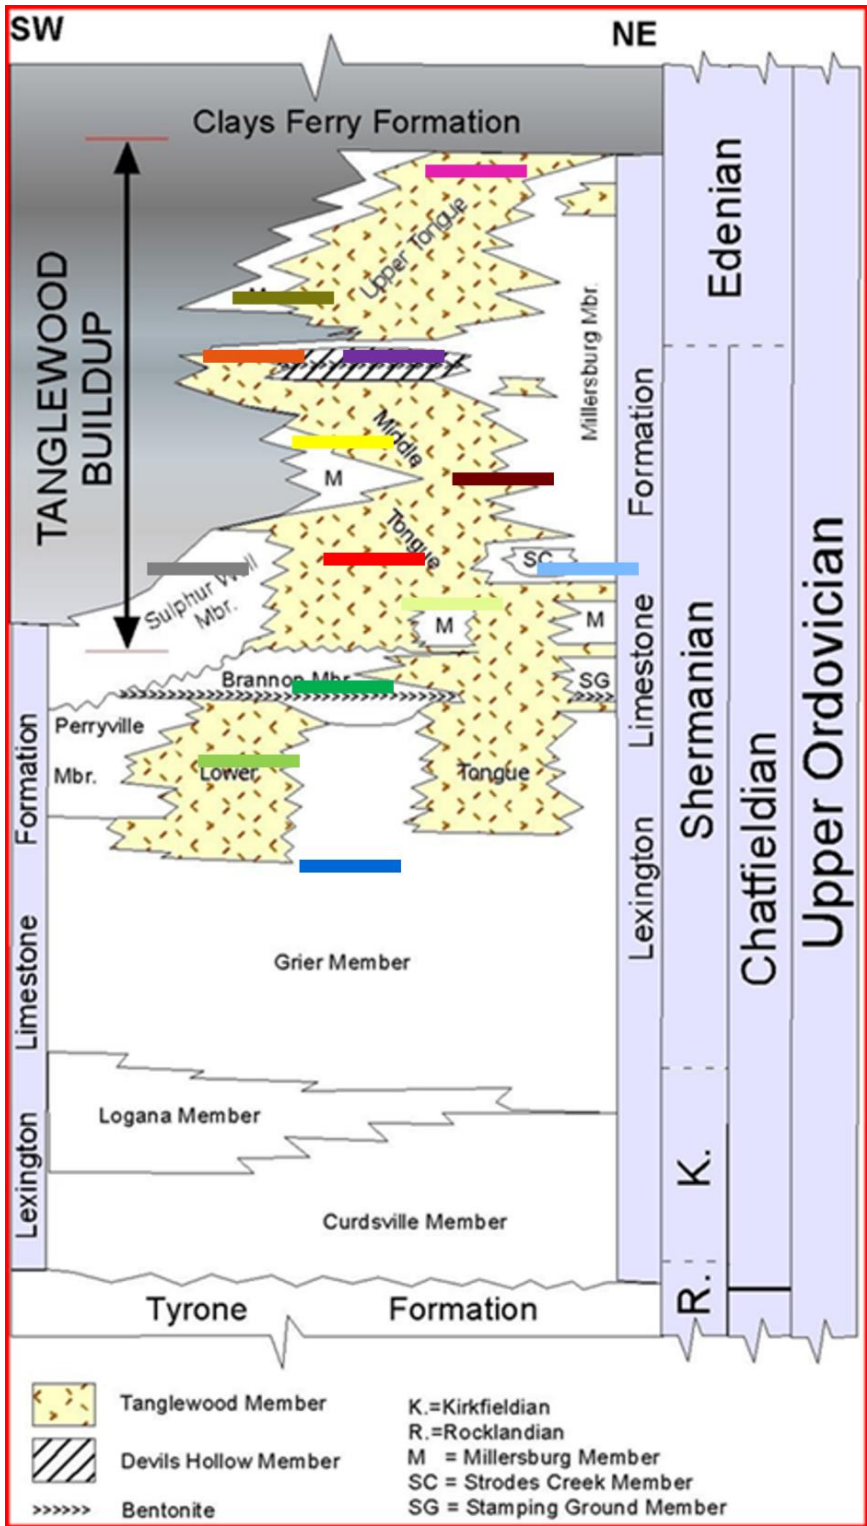 SW
NE
Clays Ferry Formation
TANGLEWOOD
BUILDUP
Upper Tongue
Millersburg Mbr.
Middle
M
Tongue
SC
Sulphur Well
Mbr.
M
M
Brannon Mbr.
SG
Perryville
Mbr.
Lower
Tongue
Grier Member
Logana Member
Curdsville Member
Tyrone Formation
Lexington Limestone Formation
Lexington Limestone Formation
Edenian
Shermanian
K.
R.
Chatfieldian
Upper Ordovician
Tanglewood Member
Devils Hollow Member
Bentonite
K.=Kirkfieldian
R.=Rocklandian
M = Millersburg Member
SC = Strodes Creek Member
SG = Stamping Ground Member